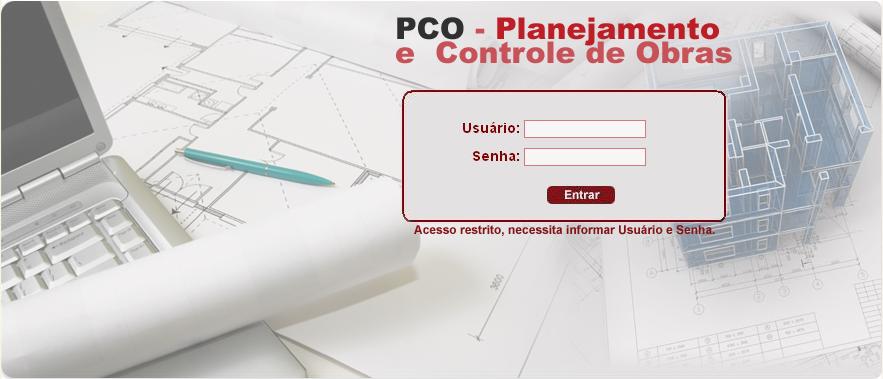 PCO - Planejamento
e Controle de Obras
Usuário:
Senha:
Entrar
Acesso restrito, necessita informar Usuário e Senha.
3600